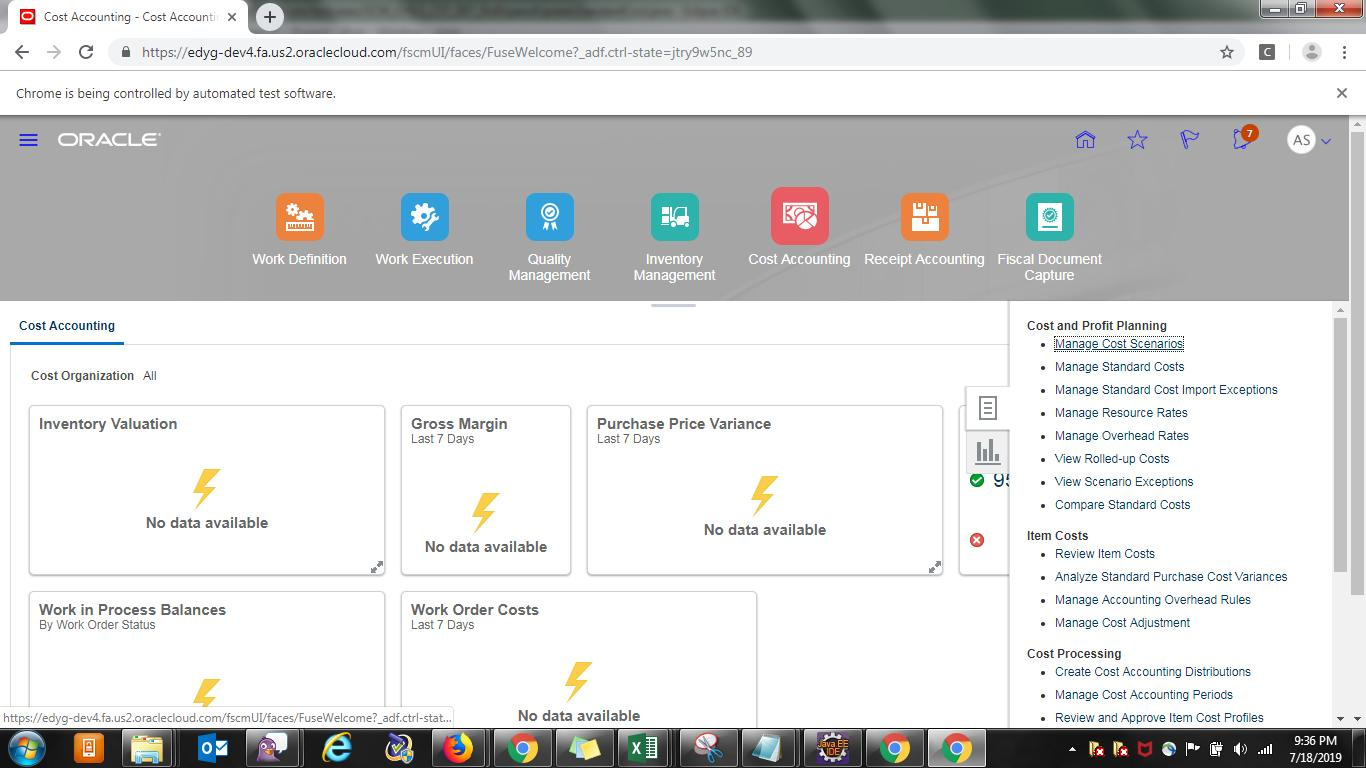 Cost Accounting - Cost Accounti
https://edyg-dev4.fa.us2.oraclecloud.com/fscmUI/faces/FuseWelcome?_adf.ctrl-state=jtry9w5nc_89
C
Chrome is being controlled by automated test software.
ORACLE
7
AS
Work Definition
Work Execution
Quality
Management
Inventory
Management
Cost Accounting
Receipt Accounting
Fiscal Document
Capture
Cost Accounting
Cost Organization All
Inventory Valuation
No data available
Gross Margin
Last 7 Days
No data available
Purchase Price Variance
Last 7 Days
No data available
Work in Process Balances
By Work Order Status
Work Order Costs
Last 7 Days
No data available
Cost and Profit Planning
Manage Cost Scenarios
Manage Standard Costs
Manage Standard Cost Import Exceptions
Manage Resource Rates
Manage Overhead Rates
View Rolled-up Costs
View Scenario Exceptions
Compare Standard Costs
Item Costs
Review Item Costs
Analyze Standard Purchase Cost Variances
Manage Accounting Overhead Rules
Manage Cost Adjustment
Cost Processing
Create Cost Accounting Distributions
Manage Cost Accounting Periods
Review and Approve Item Cost Profiles
https://edyg-dev4.fa.us2.oraclecloud.com/fscmUI/faces/FuseWelcome?_adf.ctrl-stat...
Java EE
IDE
9:36 PM
7/18/2019